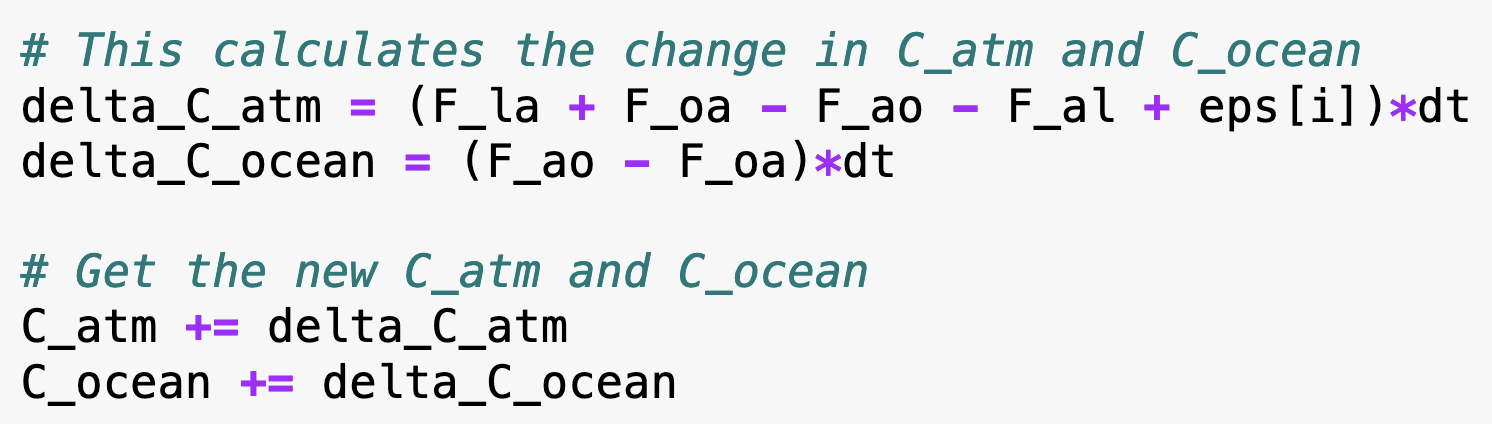 # This calculates the change in C_atm and C_ocean
delta_C_atm = (F_la + F_oa - F_ao - F_al + eps[i])*dt
delta_C_ocean = (F_ao - F_oa)*dt
# Get the new C_atm and C_ocean
C_atm += delta_C_atm
C_ocean += delta_C_ocean